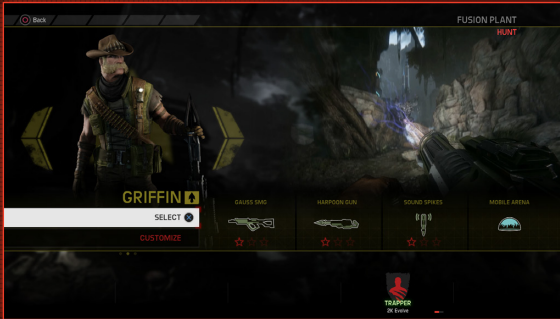 Back
FUSION PLANT
HUNT
GRIFFIN
SELECT
CUSTOMIZE
GAUSS SMG
HARPOON GUN
SOUND SPIKES
MOBILE ARENA
TRAPPER
2K Evolve